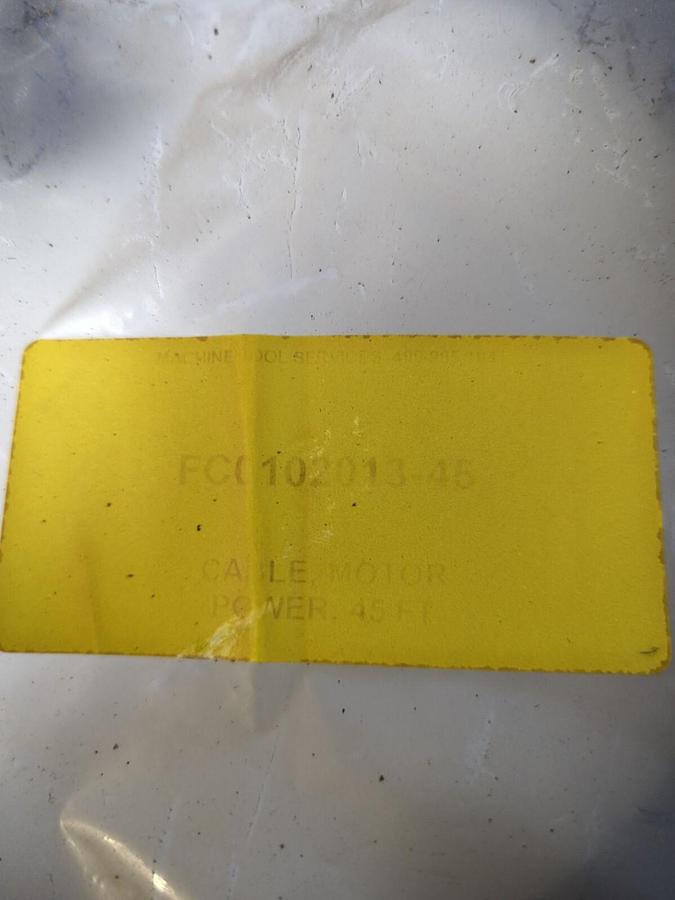 MACHINE TOOL SERVICES
FC0102013-45
CABLE, MOTOR
POWER, 45 FT